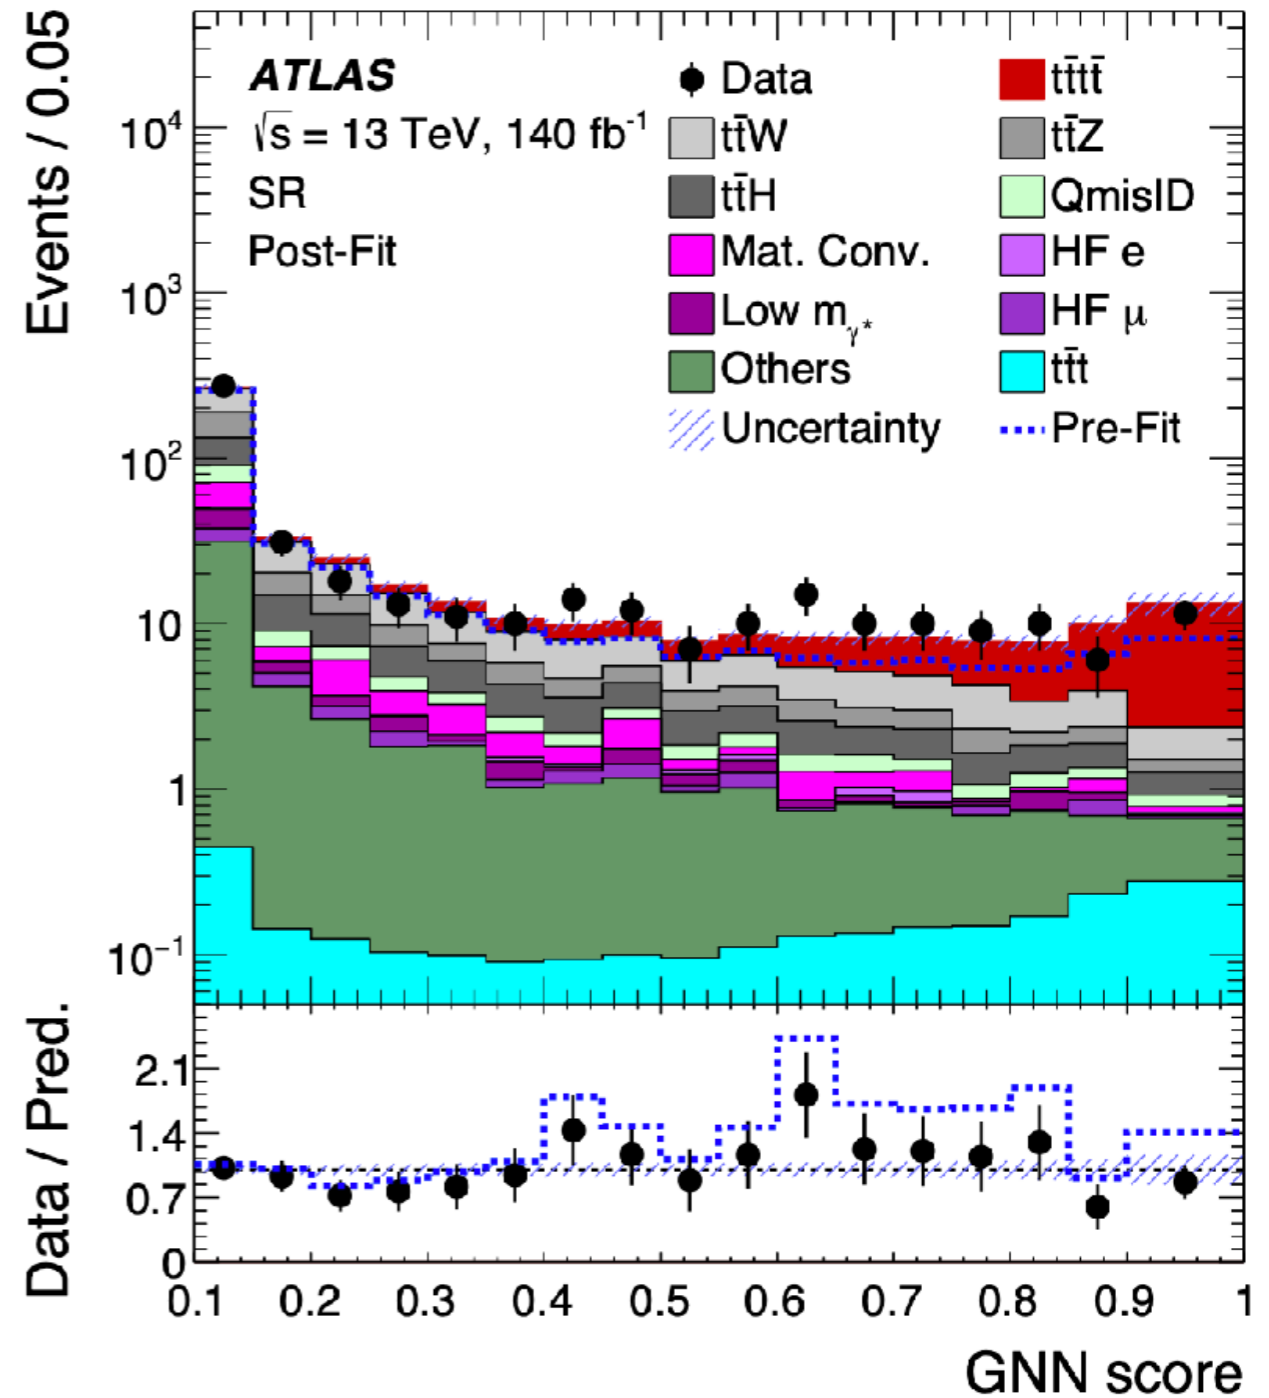 Events / 0.05
10⁴
10³
10²
10
1
10⁻¹
ATLAS
√s = 13 TeV, 140 fb⁻¹
SR
Post-Fit
Data
tt̄tt̄
tt̄W
tt̄Z
tt̄H
QmisID
Mat. Conv.
HF e
Low m_γ*
HF μ
Others
tt̄t
Uncertainty
Pre-Fit
Data / Pred.
2.1
1.4
0.7
0
0.1 0.2 0.3 0.4 0.5 0.6 0.7 0.8 0.9 1
GNN score